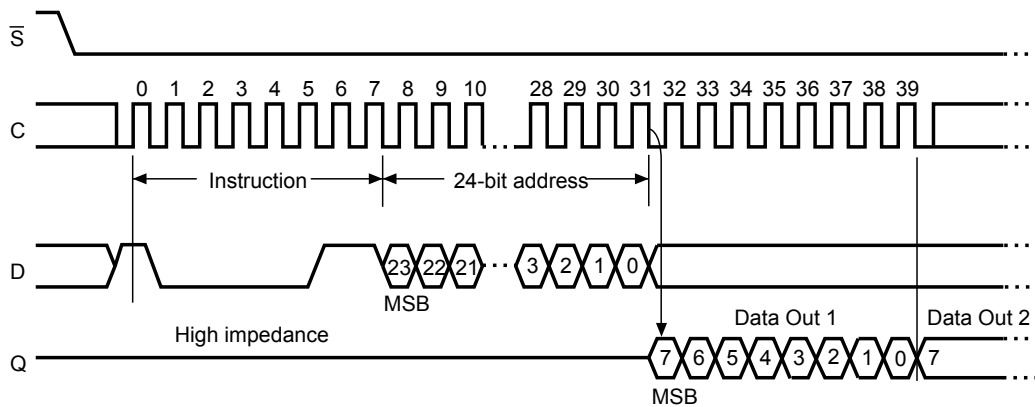 S̅
0 1 2 3 4 5 6 7 8 9 10 28 29 30 31 32 33 34 35 36 37 38 39
C
Instruction 24-bit address
D 23 22 21 3 2 1 0
MSB
High impedance Data Out 1 Data Out 2
Q 7 6 5 4 3 2 1 0 7
MSB